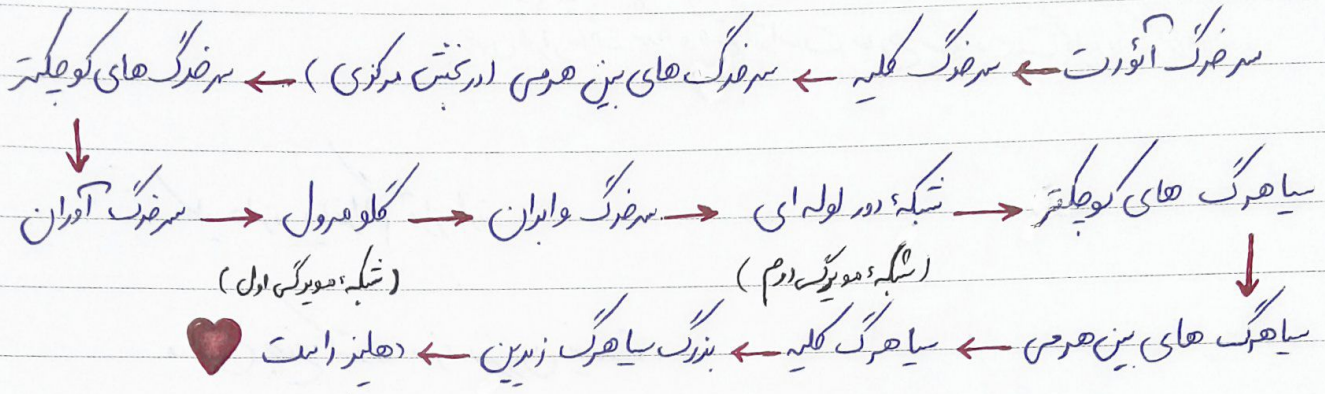 سرخرگ آئورت ← سرخرگ کلیه ← سرخرگ های بین هرمی (در بخش مرکزی) ← سرخرگ های کوچکتر
↓
سرخرگ آوران → گلومرول → سرخرگ وابران → شبکهٔ دور لوله ای → سیاهرگ های کوچکتر
(شبکهٔ مویرگی اول) (شبکهٔ مویرگی دوم) ↓
سیاهرگ های بین هرمی ← سیاهرگ کلیه ← بزرگ سیاهرگ زیرین ← دهلیز راست